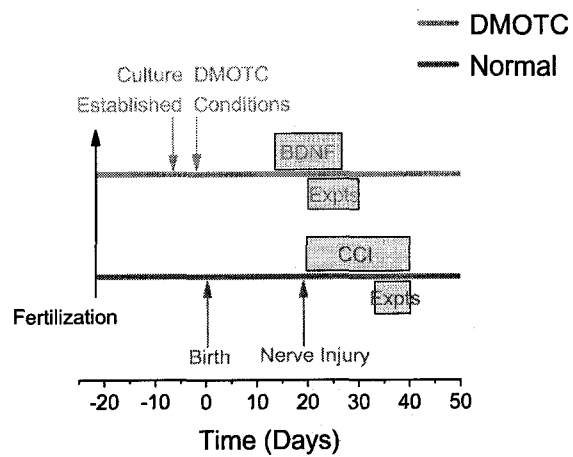 DMOTC
Normal
Culture DMOTC
Established Conditions
BDNF
Expts
CCI
Expts
Fertilization
Birth
Nerve Injury
-20 -10 0 10 20 30 40 50
Time (Days)